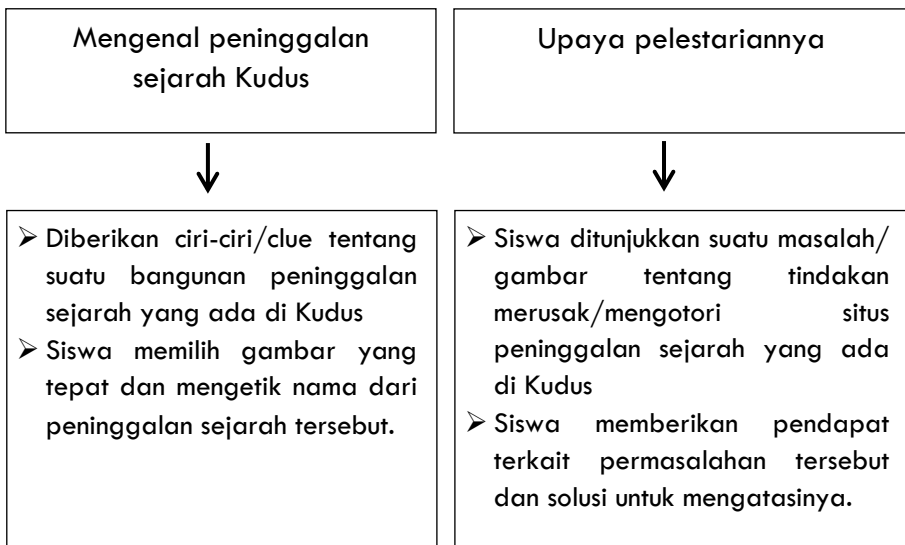 Mengenal peninggalan
sejarah Kudus
Upaya pelestariannya
➢ Diberikan ciri-ciri/clue tentang
suatu bangunan peninggalan
sejarah yang ada di Kudus
➢ Siswa memilih gambar yang
tepat dan mengetik nama dari
peninggalan sejarah tersebut.
➢ Siswa ditunjukkan suatu masalah/
gambar tentang tindakan
merusak/mengotori situs
peninggalan sejarah yang ada
di Kudus
➢ Siswa memberikan pendapat
terkait permasalahan tersebut
dan solusi untuk mengatasinya.